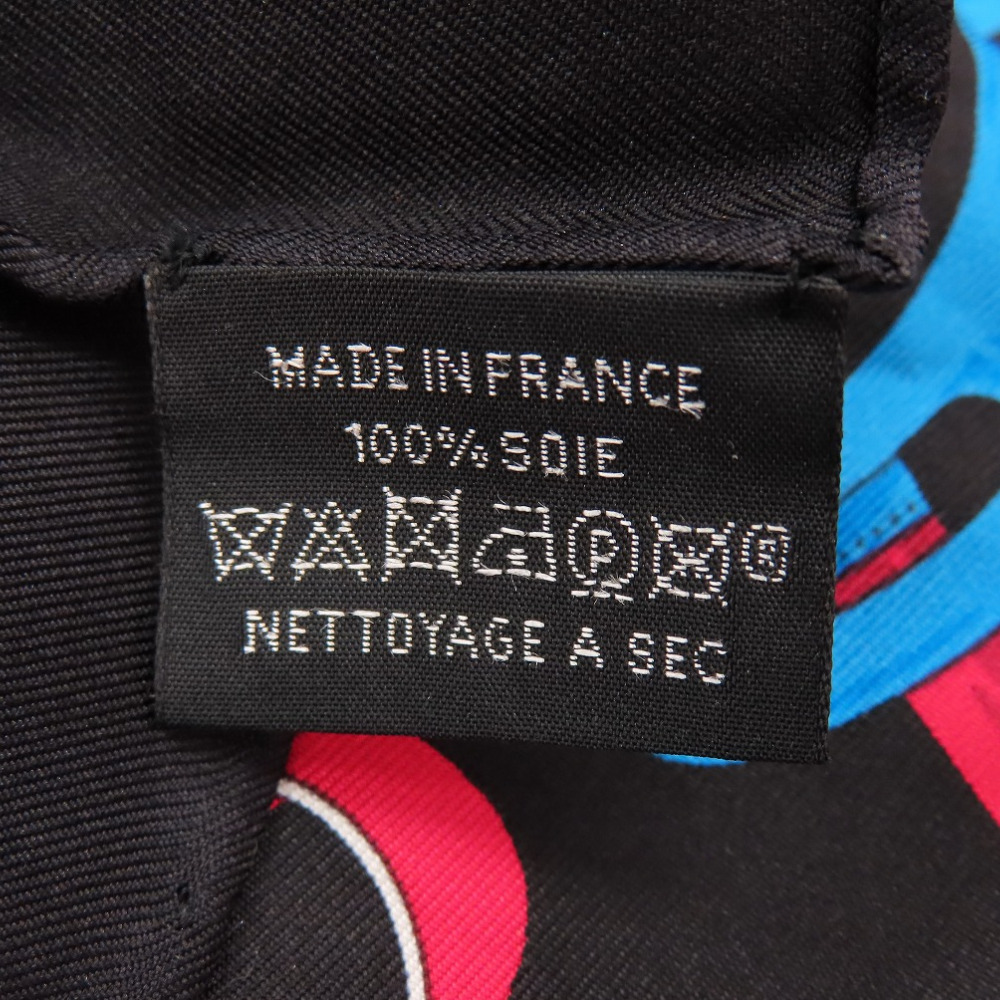 MADE IN FRANCE
100% SOIE
P
NETTOYAGE A SEC